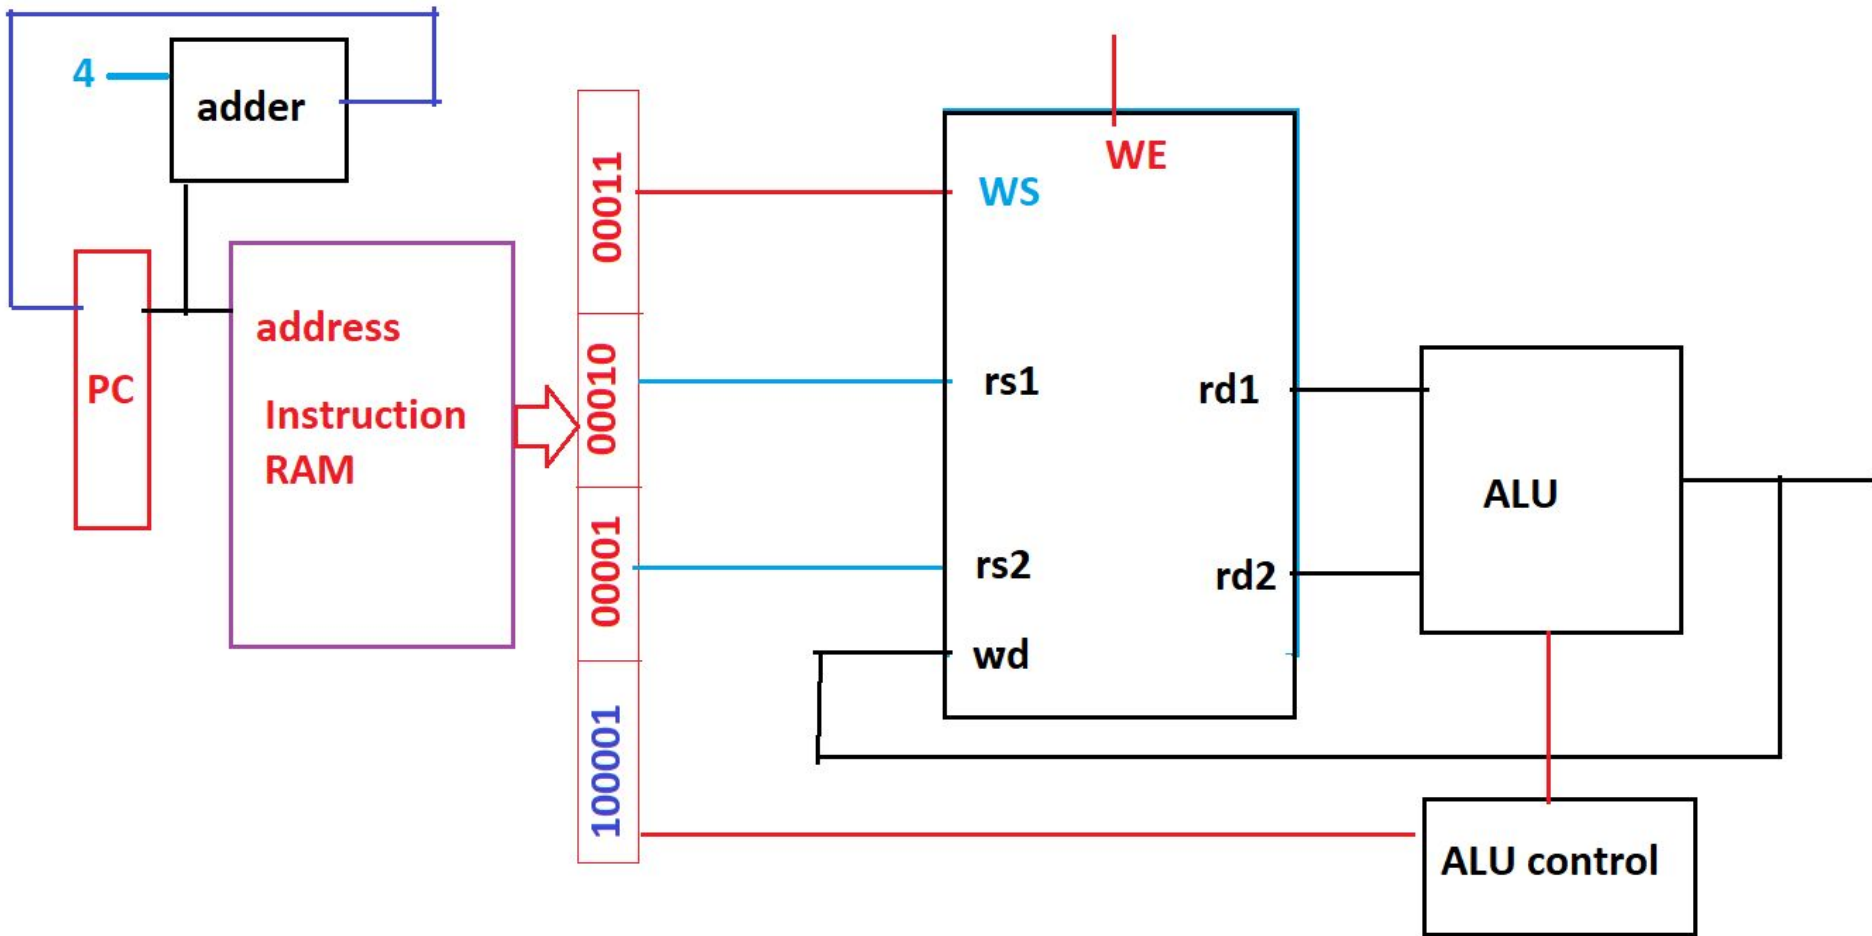 4
adder
PC
address
Instruction
RAM
00011
00010
00001
100001
WE
WS
rs1
rs2
wd
rd1
rd2
ALU
ALU control